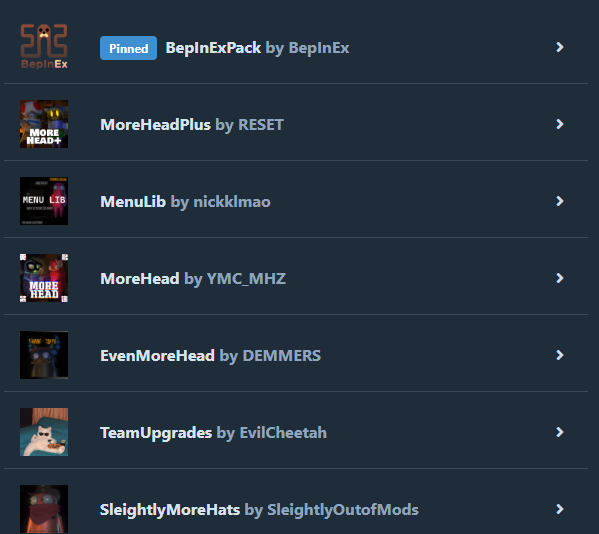 BepInEx
Pinned BepInExPack by BepInEx
MORE
HEAD+
MoreHeadPlus by RESET
MENU LIB
MenuLib by nickklmao
MORE
HEAD
MoreHead by YMC_MHZ
EvenMoreHead by DEMMERS
TeamUpgrades by EvilCheetah
SleightlyMoreHats by SleightlyOutofMods